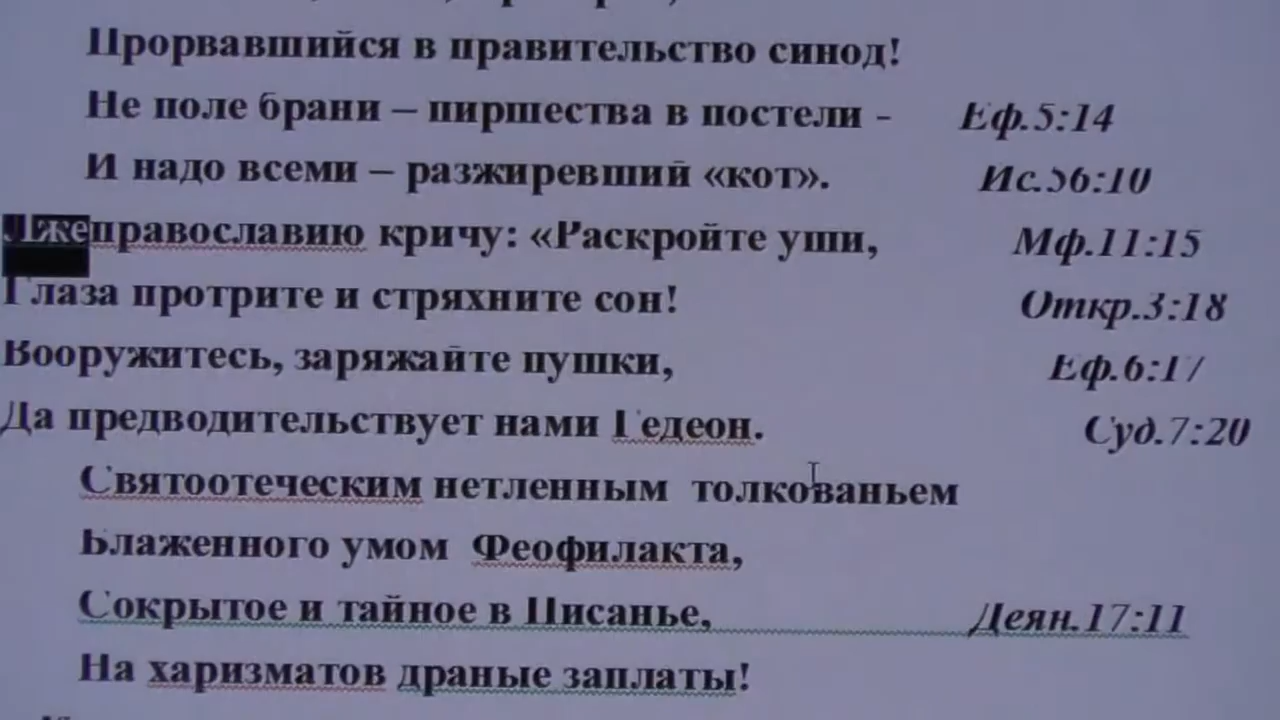 Прорвавшийся в правительство синод!
Не поле брани – пиршества в постели - Еф.5:14
И надо всеми – разжиревший «кот». Ис.56:10
Лжеправославию кричу: «Раскройте уши, Мф.11:15
Глаза протрите и стряхните сон! Откр.3:18
Вооружитесь, заряжайте пушки, Еф.6:17
Да предводительствует нами Гедеон. Суд.7:20
Святоотеческим нетленным толкованьем
Блаженного умом Феофилакта,
Сокрытое и тайное в Писанье, Деян.17:11
На харизматов драные заплаты!